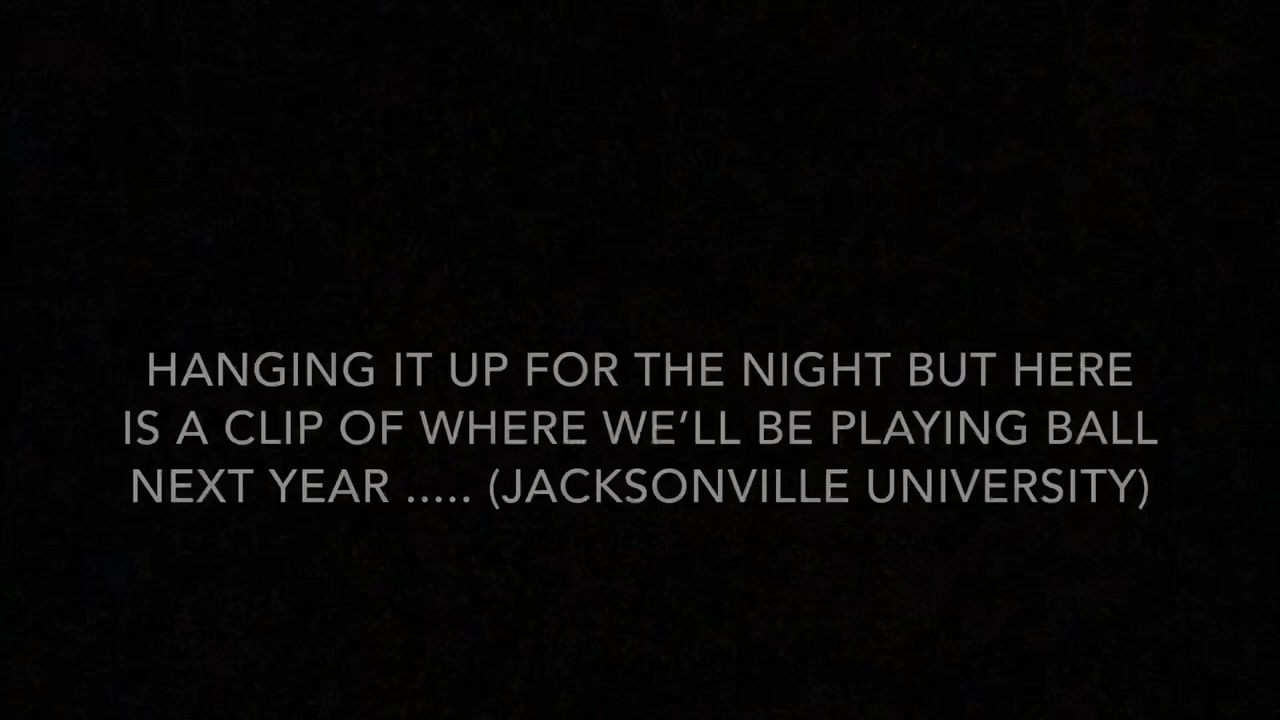 HANGING IT UP FOR THE NIGHT BUT HERE
IS A CLIP OF WHERE WE’LL BE PLAYING BALL
NEXT YEAR ..... (JACKSONVILLE UNIVERSITY)